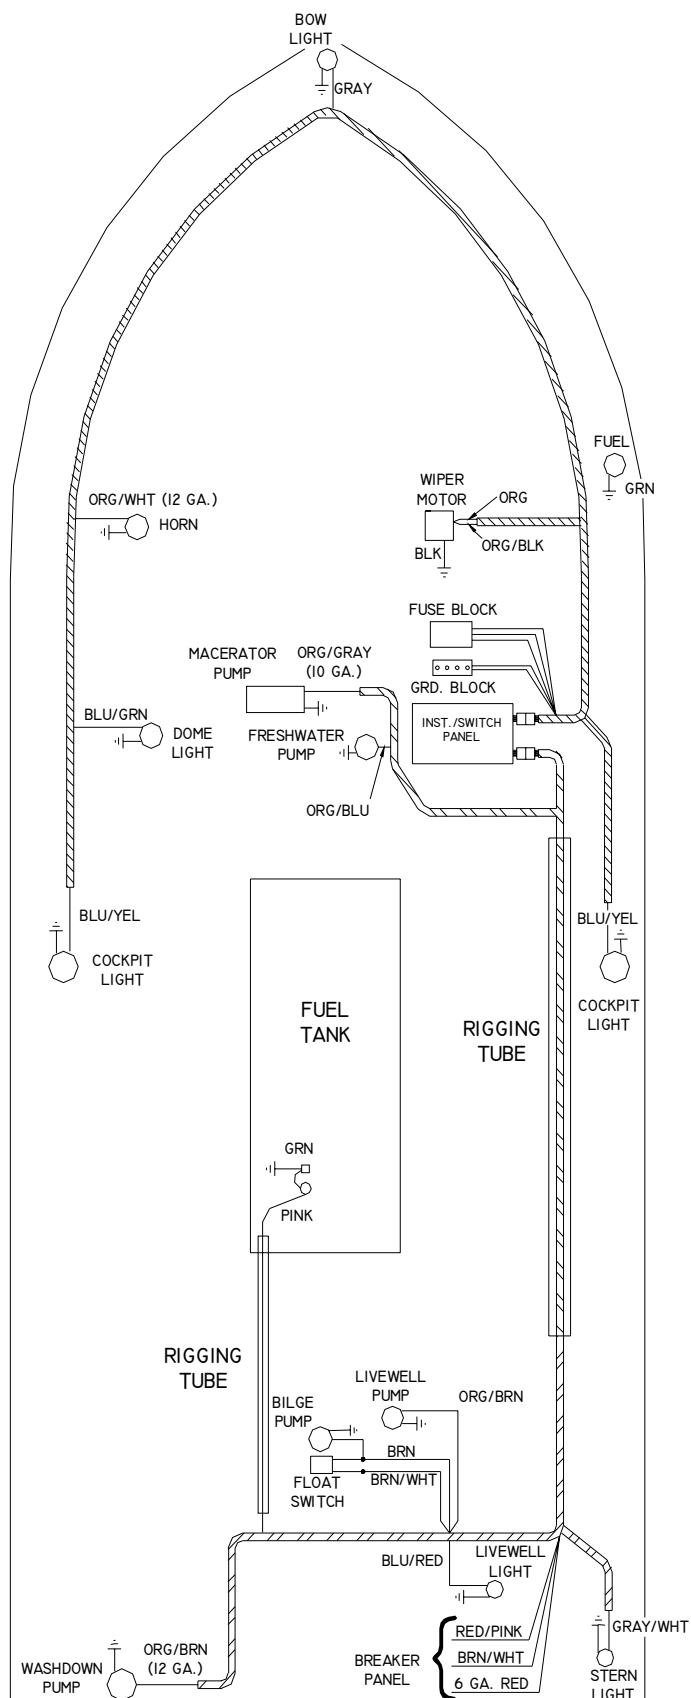 BOW
LIGHT
GRAY
FUEL
GRN
WIPER
MOTOR
ORG
ORG/BLK
BLK
ORG/WHT (12 GA.)
HORN
FUSE BLOCK
GRD. BLOCK
MACERATOR
PUMP
ORG/GRAY
(10 GA.)
INST./SWITCH
PANEL
BLU/GRN
DOME
LIGHT
FRESHWATER
PUMP
ORG/BLU
BLU/YEL
COCKPIT
LIGHT
BLU/YEL
COCKPIT
LIGHT
FUEL
TANK
RIGGING
TUBE
GRN
PINK
RIGGING
TUBE
LIVEWELL
PUMP
ORG/BRN
BILGE
PUMP
BRN
BRN/WHT
FLOAT
SWITCH
BLU/RED
LIVEWELL
LIGHT
GRAY/WHT
RED/PINK
BRN/WHT
6 GA. RED
BREAKER
PANEL
STERN
LIGHT
ORG/BRN
(12 GA.)
WASHDOWN
PUMP